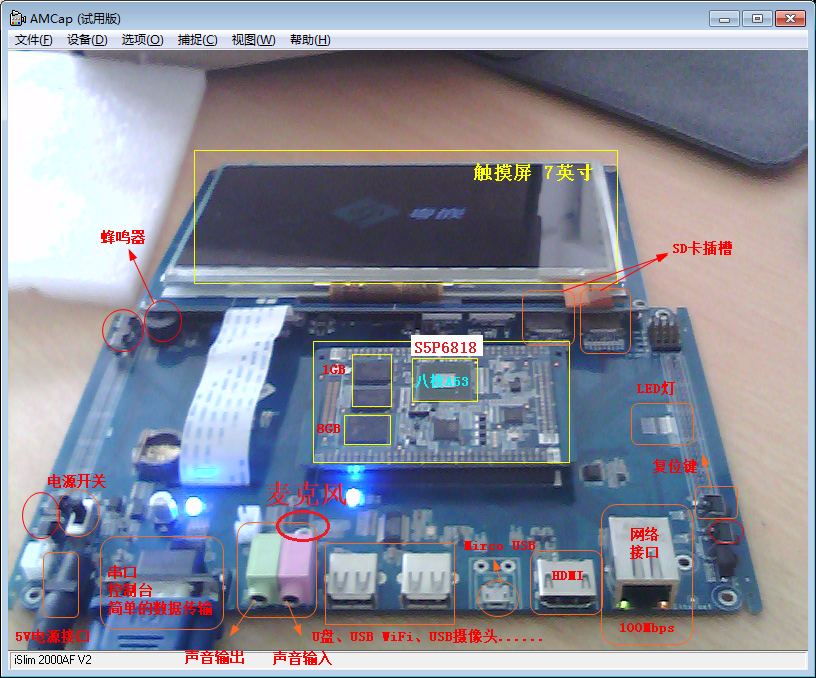 AMCap (试用版)
文件(F) 设备(D) 选项(O) 捕捉(C) 视图(W) 帮助(H)
触摸屏 7英寸
粤嵌
蜂鸣器
SD卡插槽
S5P6818
1GB
八核A53
8GB
LED灯
复位键
电源开关
麦克风
网络
接口
Mirco USB
串口
控制台
简单的数据传输
HDMI
100Mbps
5V电源接口
U盘、USB WiFi、USB摄像头......
声音输出
声音输入
iSlim 2000AF V2